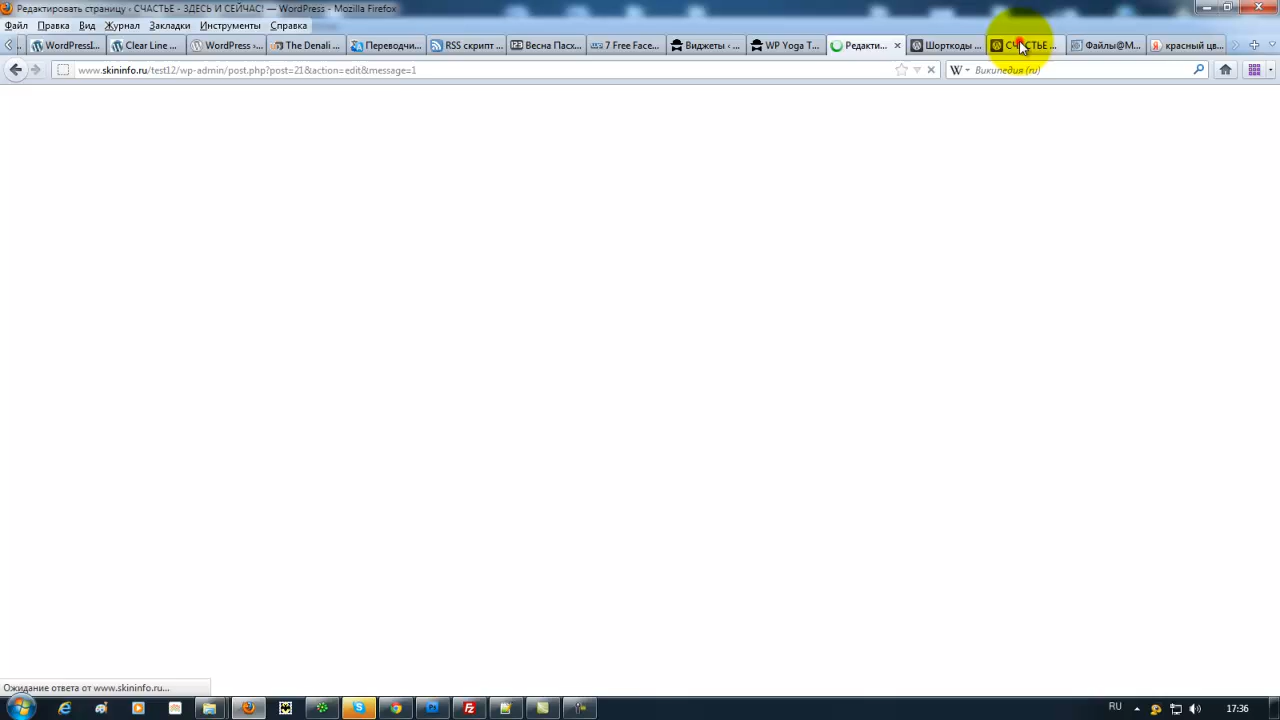 Редактировать страницу ‹ СЧАСТЬЕ - ЗДЕСЬ И СЕЙЧАС! — WordPress - Mozilla Firefox
Файл Правка Вид Журнал Закладки Инструменты Справка
WordPressl... Clear Line ... WordPress ›... The Denali ... Переводчи... RSS скрипт ... Весна Пасх... 7 Free Face... Виджеты ‹ ... WP Yoga T... Редакти... Шорткоды ... СЧАСТЬЕ ... Файлы@M... красный цв...
www.skininfo.ru/test12/wp-admin/post.php?post=21&action=edit&message=1
Википедия (ru)
Ожидание ответа от www.skininfo.ru...
RU 17:36